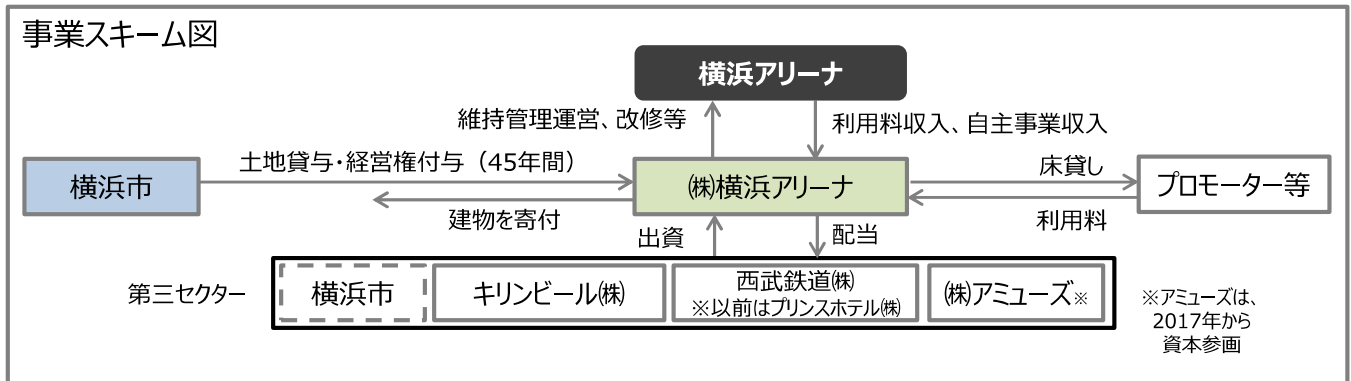 事業スキーム図
横浜アリーナ
維持管理運営、改修等
利用料収入、自主事業収入
土地貸与・経営権付与（45年間）
床貸し
横浜市
㈱横浜アリーナ
プロモーター等
建物を寄付
利用料
出資
配当
第三セクター
横浜市
キリンビール㈱
西武鉄道㈱
※以前はプリンスホテル㈱
㈱アミューズ※
※アミューズは、
2017年から
資本参画